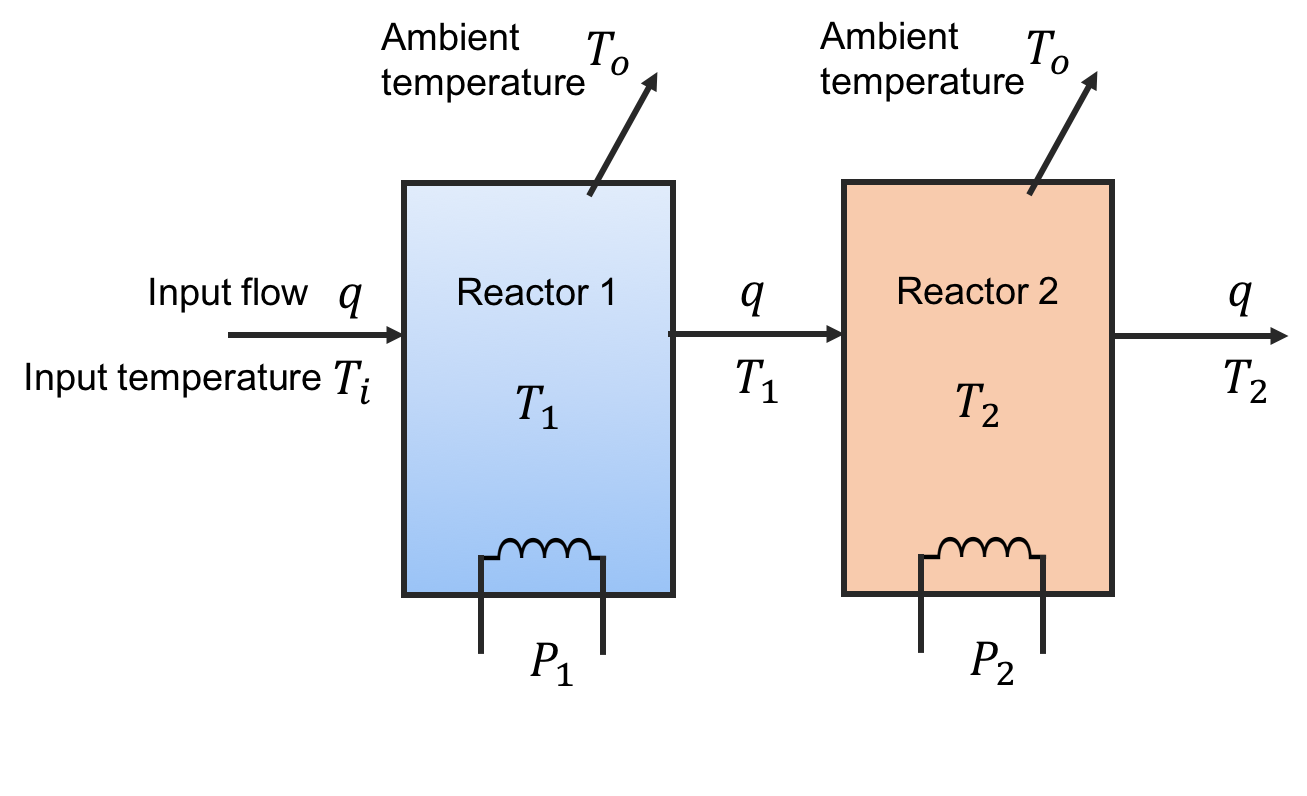 Ambient
temperature T_o
Ambient
temperature T_o
Input flow q
Input temperature T_i
Reactor 1
T_1
q
T_1
Reactor 2
T_2
q
T_2
P_1
P_2